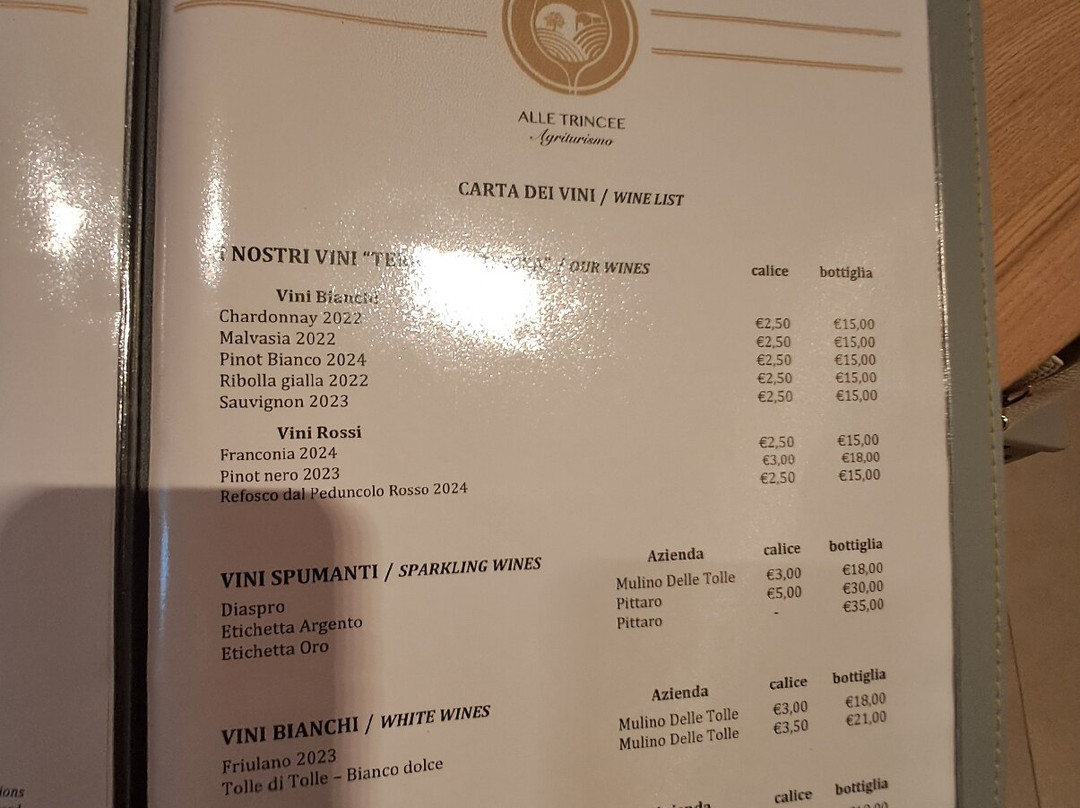 ALLE TRINCEE
Agriturismo
CARTA DEI VINI / WINE LIST
I NOSTRI VINI / OUR WINES calice bottiglia
Vini Bianchi
Chardonnay 2022 €2,50 €15,00
Malvasia 2022 €2,50 €15,00
Pinot Bianco 2024 €2,50 €15,00
Ribolla gialla 2022 €2,50 €15,00
Sauvignon 2023 €2,50 €15,00
Vini Rossi
Franconia 2024 €2,50 €15,00
Pinot nero 2023 €3,00 €18,00
Refosco dal Peduncolo Rosso 2024 €2,50 €15,00
VINI SPUMANTI / SPARKLING WINES Azienda calice bottiglia
Diaspro Mulino Delle Tolle €3,00 €18,00
Etichetta Argento Pittaro €5,00 €30,00
Etichetta Oro Pittaro - €35,00
VINI BIANCHI / WHITE WINES Azienda calice bottiglia
Friulano 2023 Mulino Delle Tolle €3,00 €18,00
Tolle di Tolle – Bianco dolce Mulino Delle Tolle €3,50 €21,00
calice bottiglia